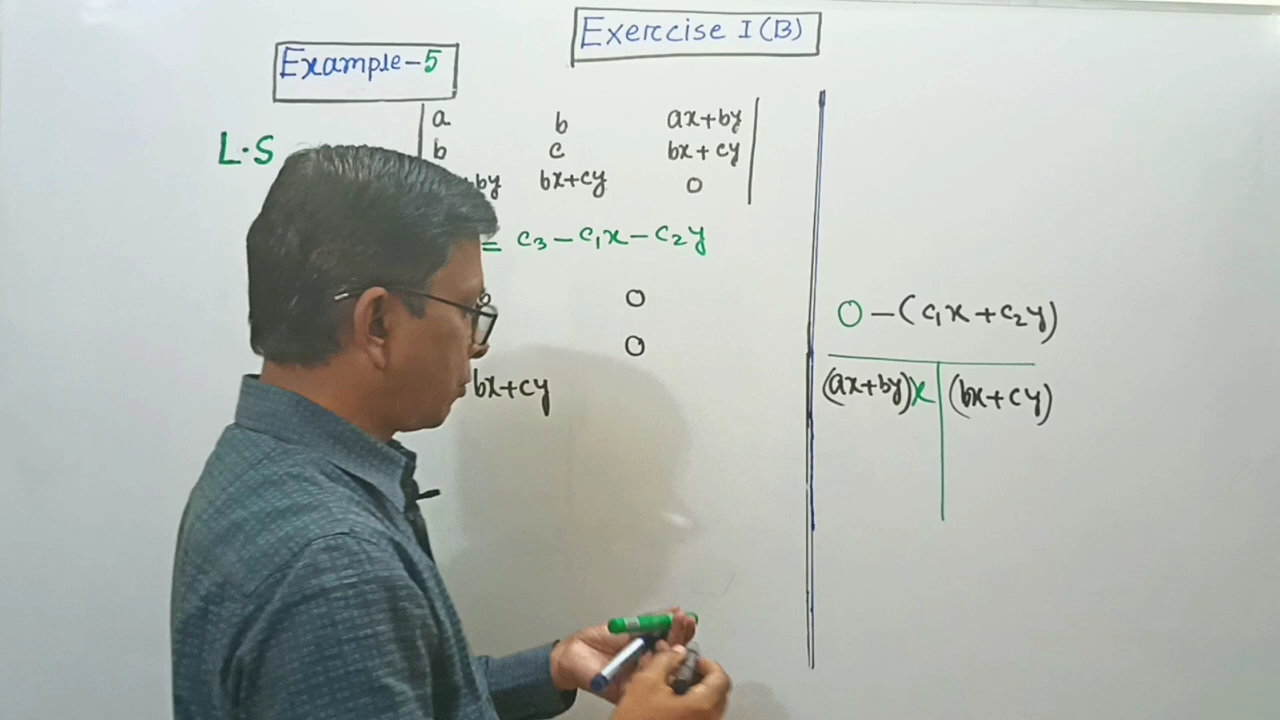 Exerccise I(B)
Example-5
L.S
a b ax+by
b c bx+cy
by bx+cy 0
= c₃-c₁x-c₂y
0
0
bx+cy
0-(c₁x+c₂y)
(ax+by)x (bx+cy)